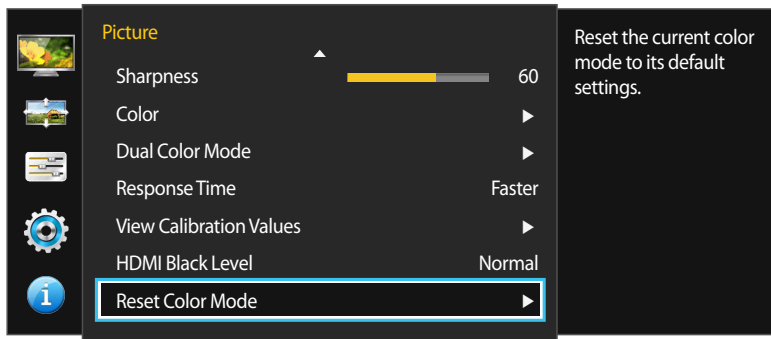 Picture
Sharpness 60
Color
Dual Color Mode
Response Time Faster
View Calibration Values
HDMI Black Level Normal
Reset Color Mode
Reset the current color
mode to its default
settings.